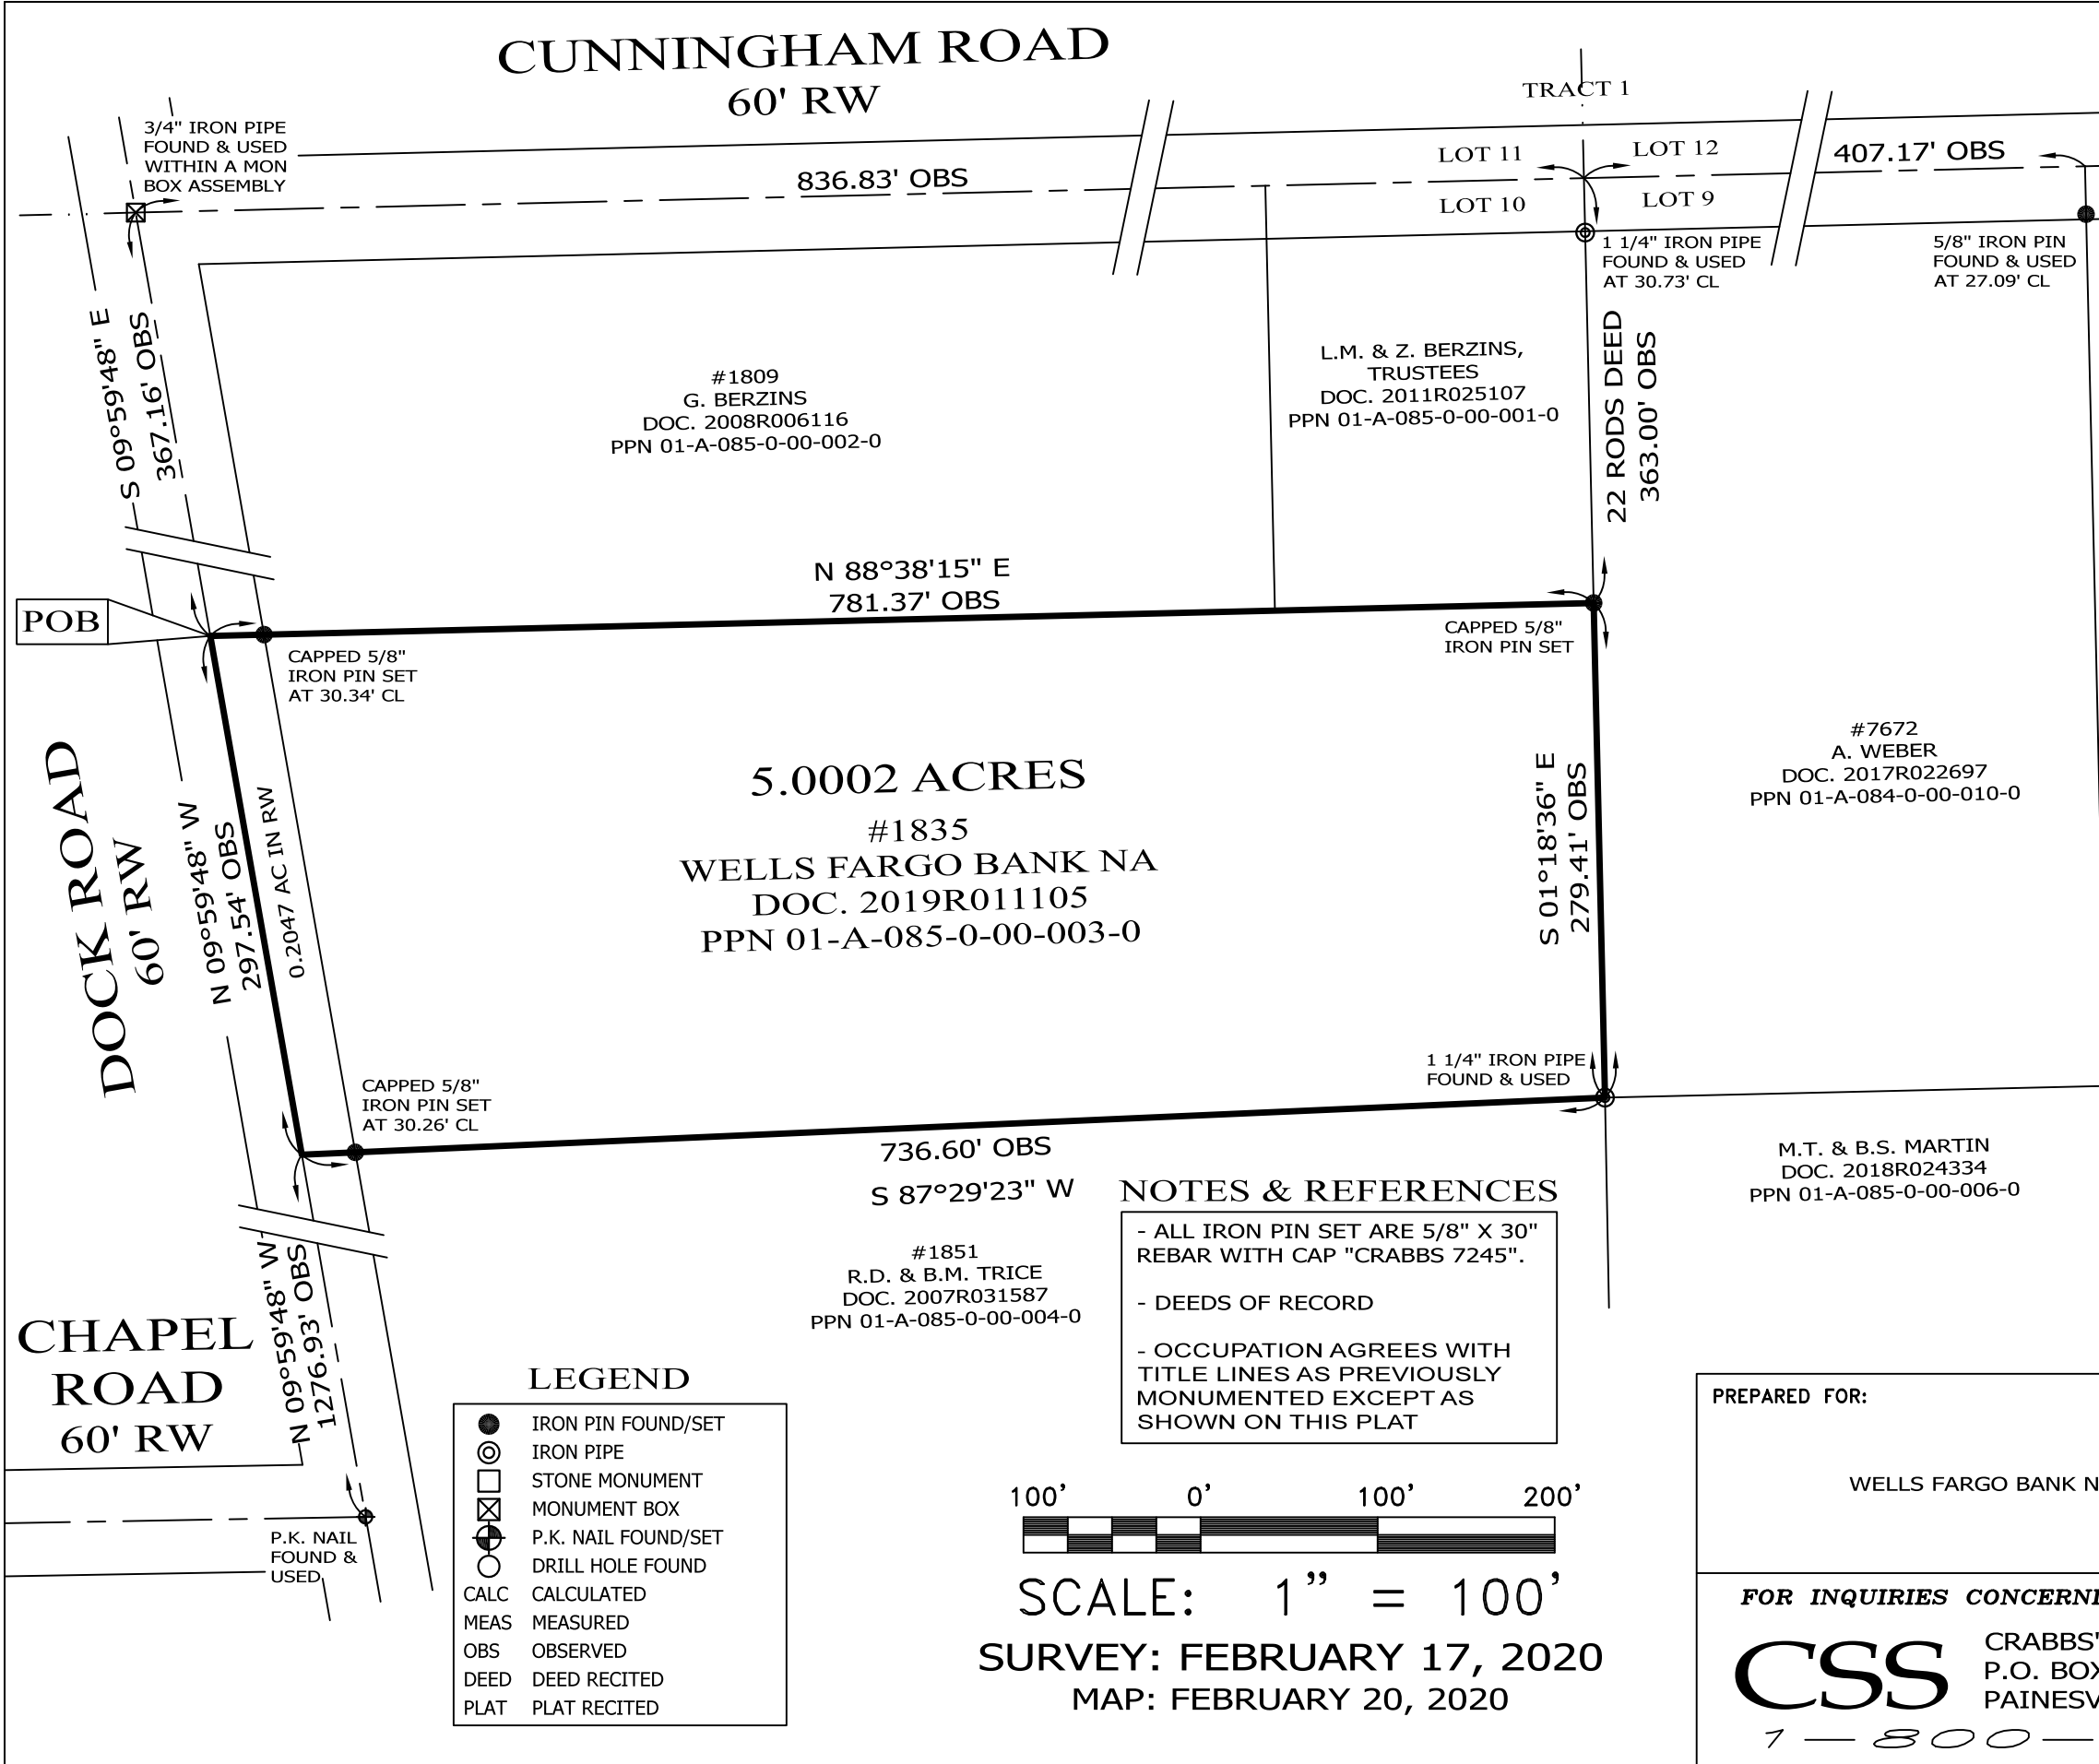 CUNNINGHAM ROAD
60' RW
TRACT 1
3/4" IRON PIPE
FOUND & USED
WITHIN A MON
BOX ASSEMBLY
836.83' OBS
LOT 11
LOT 12
407.17' OBS
LOT 10
LOT 9
1 1/4" IRON PIPE
FOUND & USED
AT 30.73' CL
5/8" IRON PIN
FOUND & USED
AT 27.09' CL
S 09°59'48" E
367.16' OBS
#1809
G. BERZINS
DOC. 2008R006116
PPN 01-A-085-0-00-002-0
L.M. & Z. BERZINS,
TRUSTEES
DOC. 2011R025107
PPN 01-A-085-0-00-001-0
22 RODS DEED
363.00' OBS
N 88°38'15" E
781.37' OBS
POB
CAPPED 5/8"
IRON PIN SET
AT 30.34' CL
CAPPED 5/8"
IRON PIN SET
DOCK ROAD
60' RW
N 09°59'48" W
297.54' OBS
0.2047 AC IN RW
5.0002 ACRES
#1835
WELLS FARGO BANK NA
DOC. 2019R011105
PPN 01-A-085-0-00-003-0
S 01°18'36" E
279.41' OBS
#7672
A. WEBER
DOC. 2017R022697
PPN 01-A-084-0-00-010-0
1 1/4" IRON PIPE
FOUND & USED
CAPPED 5/8"
IRON PIN SET
AT 30.26' CL
736.60' OBS
S 87°29'23" W
M.T. & B.S. MARTIN
DOC. 2018R024334
PPN 01-A-085-0-00-006-0
#1851
R.D. & B.M. TRICE
DOC. 2007R031587
PPN 01-A-085-0-00-004-0
NOTES & REFERENCES
- ALL IRON PIN SET ARE 5/8" X 30"
REBAR WITH CAP "CRABBS 7245".
- DEEDS OF RECORD
- OCCUPATION AGREES WITH
TITLE LINES AS PREVIOUSLY
MONUMENTED EXCEPT AS
SHOWN ON THIS PLAT
N 09°59'48" W
1276.93' OBS
CHAPEL
ROAD
60' RW
P.K. NAIL
FOUND &
USED
LEGEND
IRON PIN FOUND/SET
IRON PIPE
STONE MONUMENT
MONUMENT BOX
P.K. NAIL FOUND/SET
DRILL HOLE FOUND
CALC CALCULATED
MEAS MEASURED
OBS OBSERVED
DEED DEED RECITED
PLAT PLAT RECITED
100' 0' 100' 200'
SCALE: 1" = 100'
SURVEY: FEBRUARY 17, 2020
MAP: FEBRUARY 20, 2020
PREPARED FOR:
WELLS FARGO BANK N
FOR INQUIRIES CONCERN
CSS
CRABBS'
P.O. BOX
PAINESV
1 — 800 —